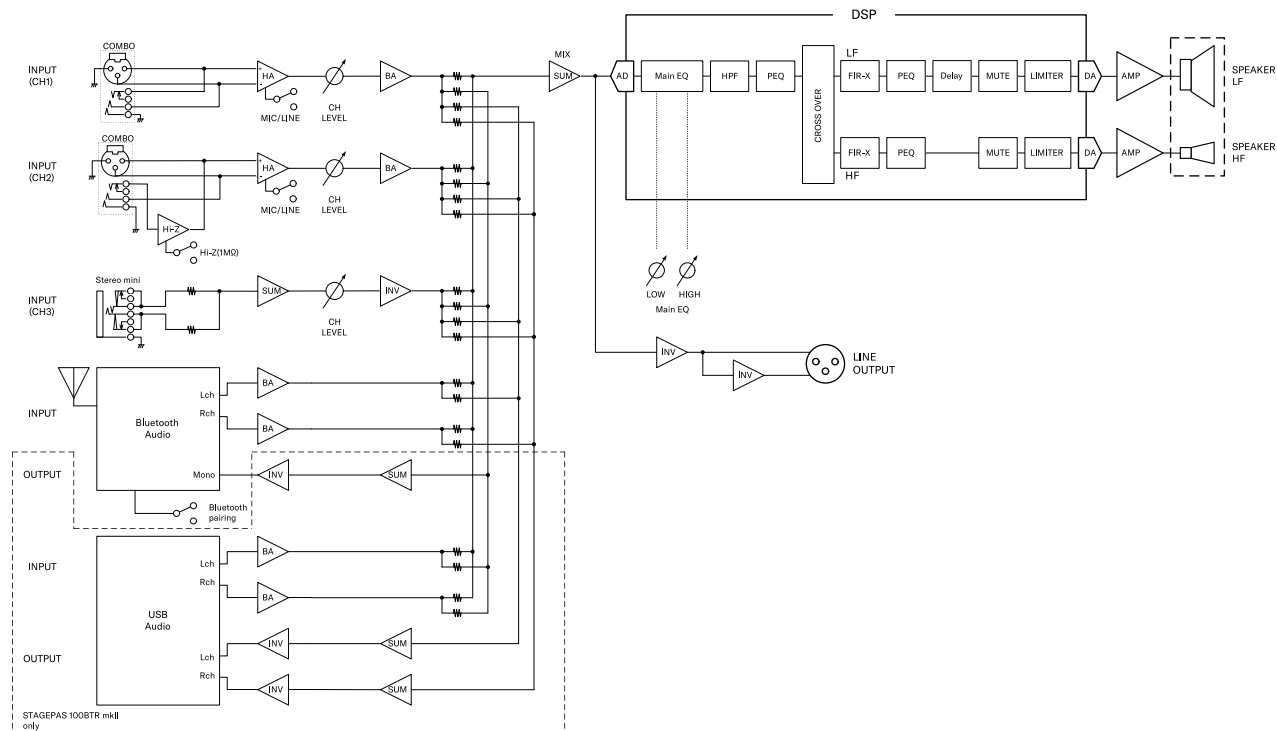 DSP
COMBO
INPUT
(CH1)
+
-
HA
MIC/LINE
CH
LEVEL
BA
MIX
SUM
AD
Main EQ
HPF
PEQ
CROSS OVER
LF
FIR-X
PEQ
Delay
MUTE
LIMITER
DA
AMP
SPEAKER
LF
COMBO
INPUT
(CH2)
+
-
HA
MIC/LINE
CH
LEVEL
BA
FIR-X
HF
PEQ
MUTE
LIMITER
DA
AMP
SPEAKER
HF
Hi-Z
Hi-Z(1MΩ)
Stereo mini
INPUT
(CH3)
SUM
CH
LEVEL
INV
LOW
HIGH
Main EQ
INV
INV
LINE
OUTPUT
INPUT
Bluetooth
Audio
Lch
BA
Rch
BA
OUTPUT
Mono
INV
SUM
Bluetooth
pairing
INPUT
USB
Audio
Lch
BA
Rch
BA
OUTPUT
Lch
INV
SUM
Rch
INV
SUM
STAGEPAS 100BTR mkII
only